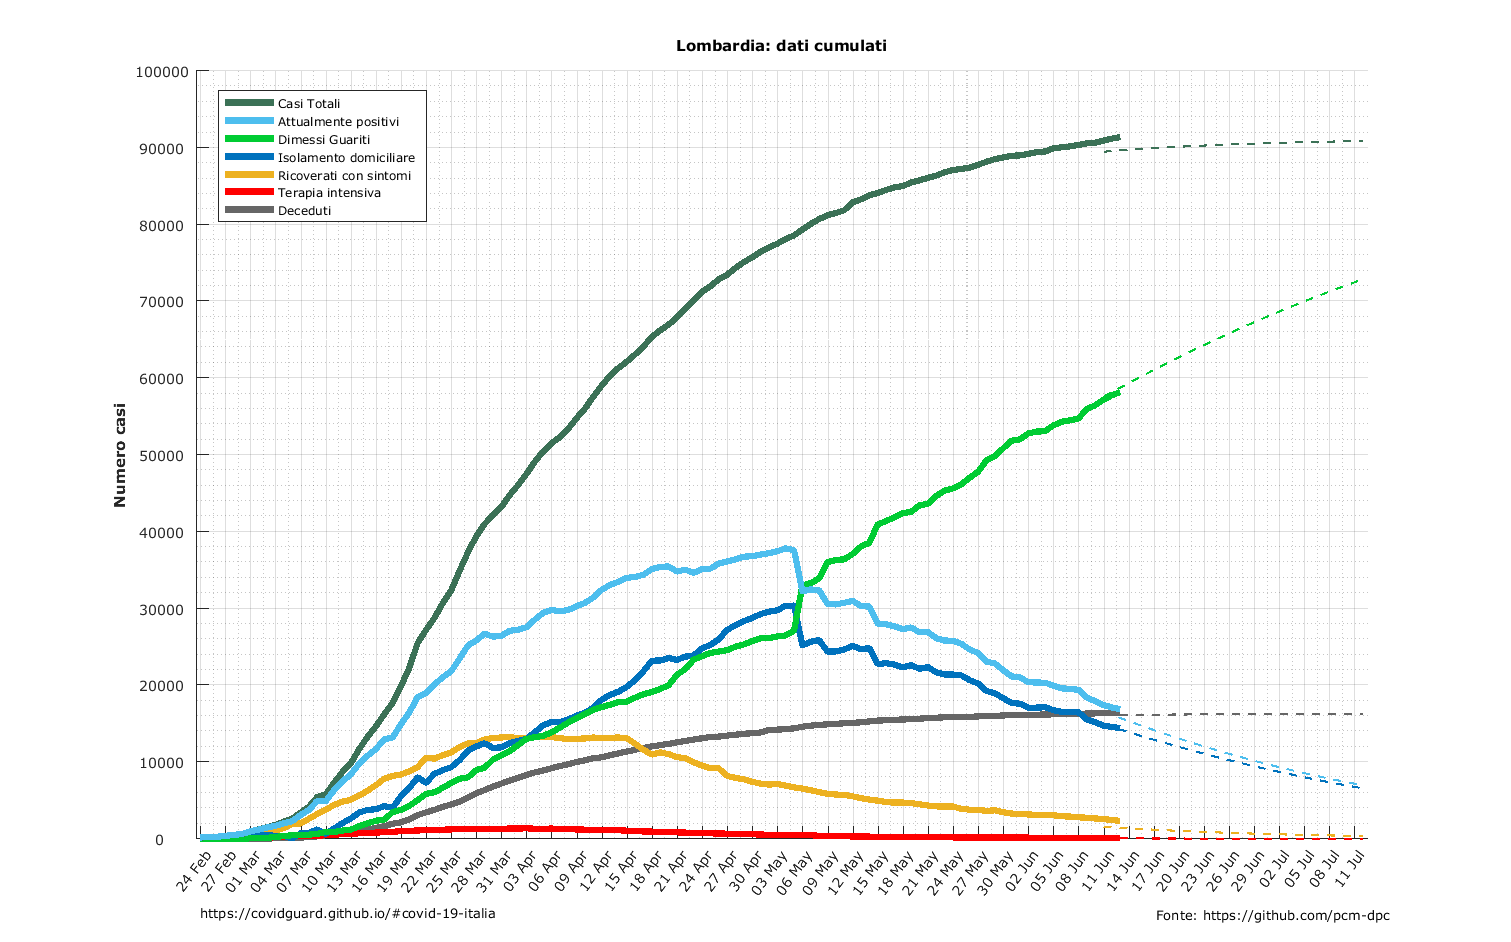 Lombardia: dati cumulati
100000
90000
80000
70000
60000
50000
40000
30000
20000
10000
0
Numero casi
Casi Totali
Attualmente positivi
Dimessi Guariti
Isolamento domiciliare
Ricoverati con sintomi
Terapia intensiva
Deceduti
24 Feb
27 Feb
01 Mar
04 Mar
07 Mar
10 Mar
13 Mar
16 Mar
19 Mar
22 Mar
25 Mar
28 Mar
31 Mar
03 Apr
06 Apr
09 Apr
12 Apr
15 Apr
18 Apr
21 Apr
24 Apr
27 Apr
30 Apr
03 May
06 May
09 May
12 May
15 May
18 May
21 May
24 May
27 May
30 May
02 Jun
05 Jun
08 Jun
11 Jun
14 Jun
17 Jun
20 Jun
23 Jun
26 Jun
29 Jun
02 Jul
05 Jul
08 Jul
11 Jul
https://covidguard.github.io/#covid-19-italia
Fonte: https://github.com/pcm-dpc